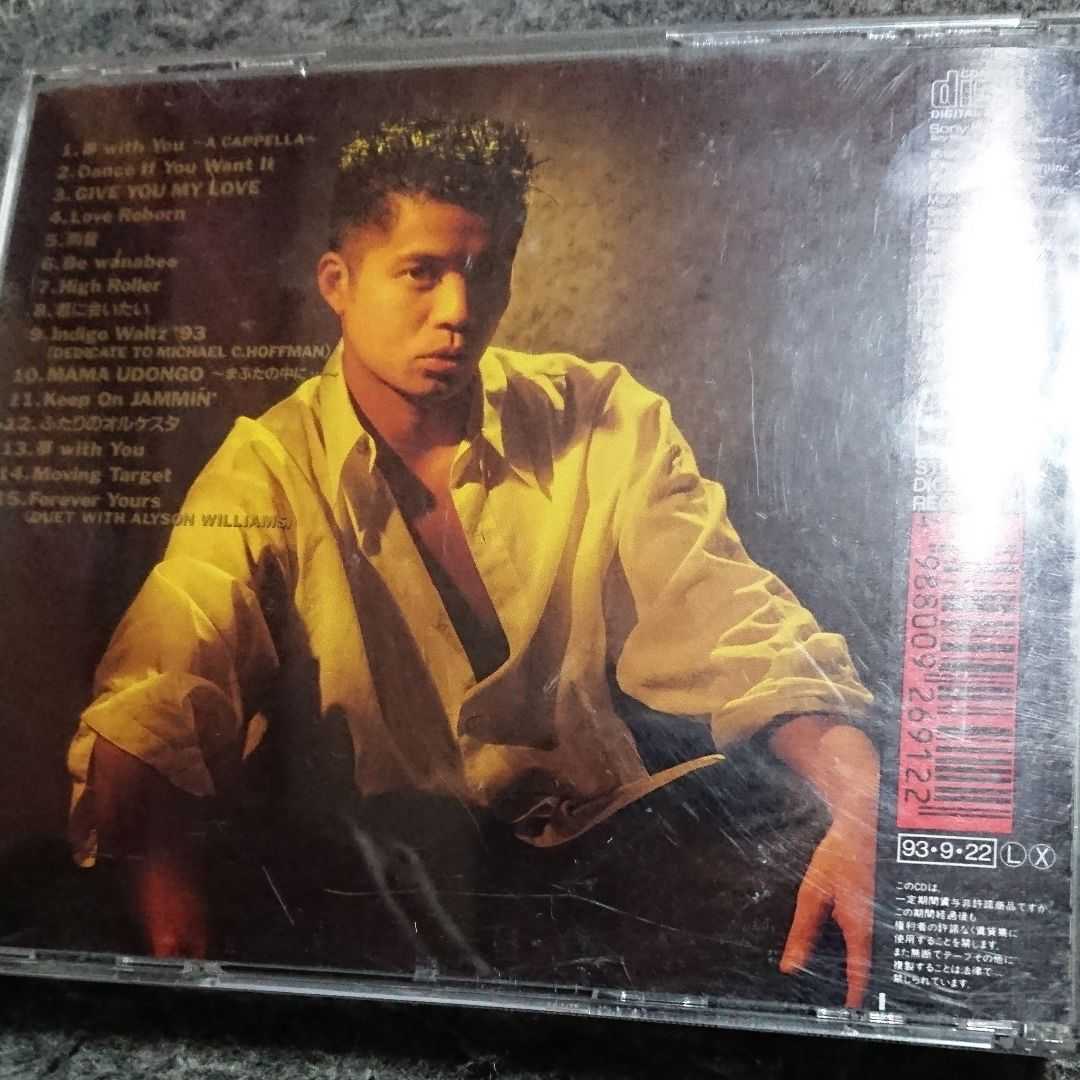 1. 夢 with You ~A CAPPELLA~
2. Dance If You Want It
3. GIVE YOU MY LOVE
4. Love Reborn
5. 雨音
6. Be wanabee
7. High Roller
8. 君に会いたい
9. Indigo Waltz '93
(DEDICATE TO MICHAEL C.HOFFMAN)
10. MAMA UDONGO ~まぶたの中に…
11. Keep On JAMMIN'
12. ふたりのオルケスタ
13. 夢 with You
14. Moving Target
15. Forever Yours
(DUET WITH ALYSON WILLIAMS)
DIGITAL
Sony
988009 269122
93・9・22 L X
このCDは、
一定期間貸与非許諾商品ですが、
この期間経過後も
権利者の許諾なく賃貸業に
使用することを禁じます。
また無断でテープその他に
複製することは法律で
禁じられています。